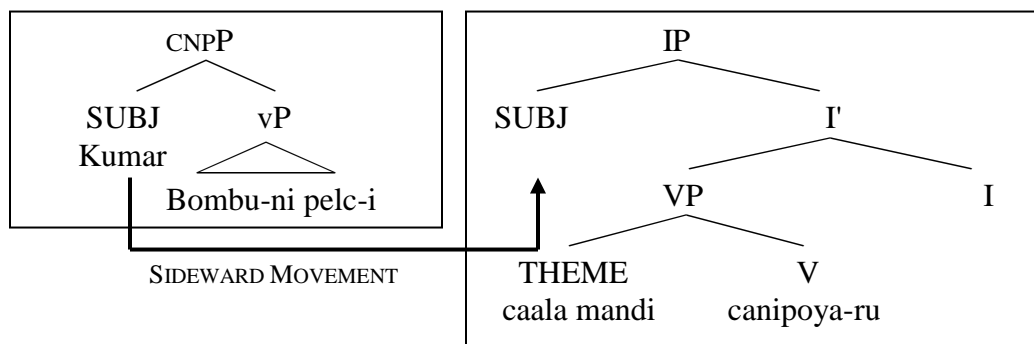 CNPP IP
SUBJ vP SUBJ I'
Kumar
VP I
Bombu-ni pelc-i
SIDEWARD MOVEMENT THEME V
caala mandi canipoya-ru